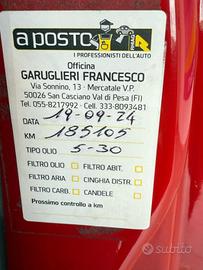 a posto
I PROFESSIONISTI DELL'AUTO
Officina
GARUGLIERI FRANCESCO
Via Sonnino, 13 - Mercatale V.P.
50026 San Casciano Val di Pesa (FI)
Tel. 055-8217992 - Cell. 333-8093481
DATA 19-09-24
KM 185105
TIPO OLIO 5-30
FILTRO OLIO FILTRO ABIT.
FILTRO ARIA CINGHIA DISTR.
FILTRO CARB. CANDELE
Prossimo controllo a km
subito